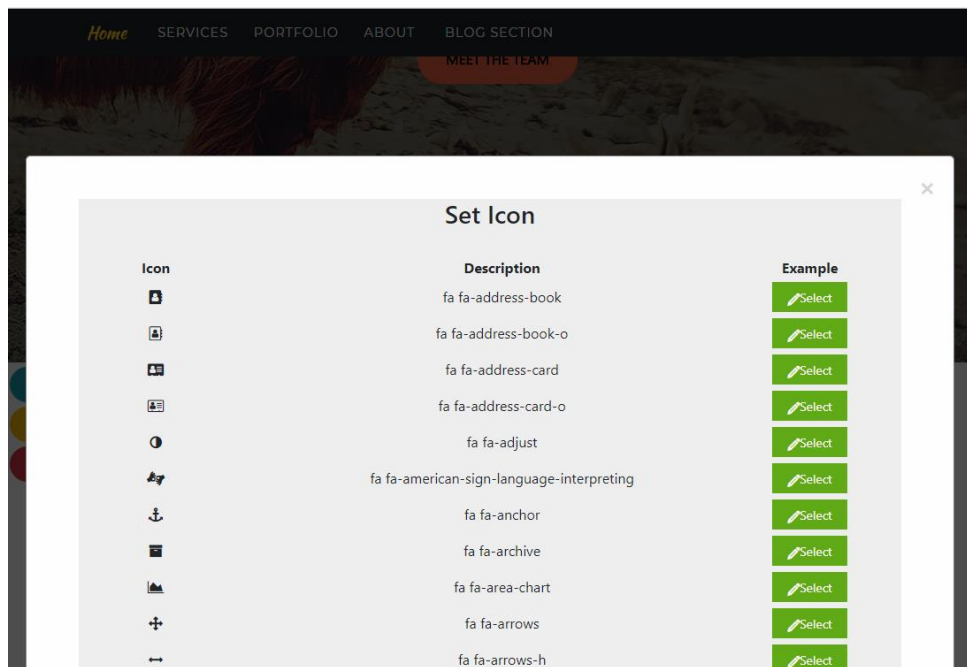 Home SERVICES PORTFOLIO ABOUT BLOG SECTION
MEET THE TEAM
×
Set Icon
Icon Description Example
fa fa-address-book Select
fa fa-address-book-o Select
fa fa-address-card Select
fa fa-address-card-o Select
fa fa-adjust Select
fa fa-american-sign-language-interpreting Select
fa fa-anchor Select
fa fa-archive Select
fa fa-area-chart Select
fa fa-arrows Select
fa fa-arrows-h Select